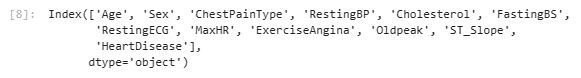 [8]: Index(['Age', 'Sex', 'ChestPainType', 'RestingBP', 'Cholesterol', 'FastingBS',
'RestingECG', 'MaxHR', 'ExerciseAngina', 'Oldpeak', 'ST_Slope',
'HeartDisease'],
dtype='object')